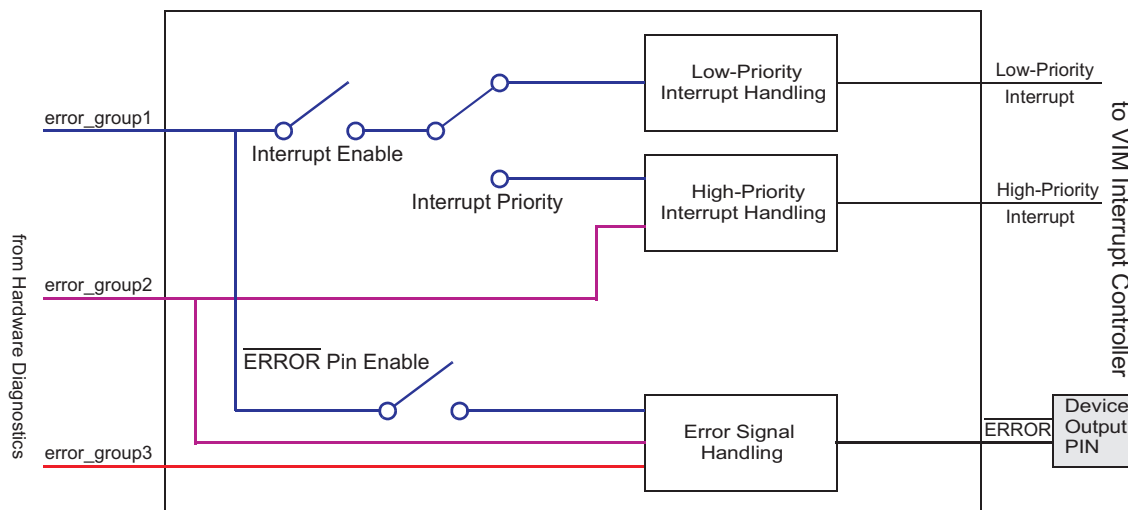 error_group1
Interrupt Enable
Low-Priority
Interrupt Handling
Low-Priority
Interrupt
Interrupt Priority
High-Priority
Interrupt Handling
High-Priority
Interrupt
to VIM Interrupt Controller
from Hardware Diagnostics
error_group2
ERROR Pin Enable
error_group3
Error Signal
Handling
ERROR
Device
Output
PIN